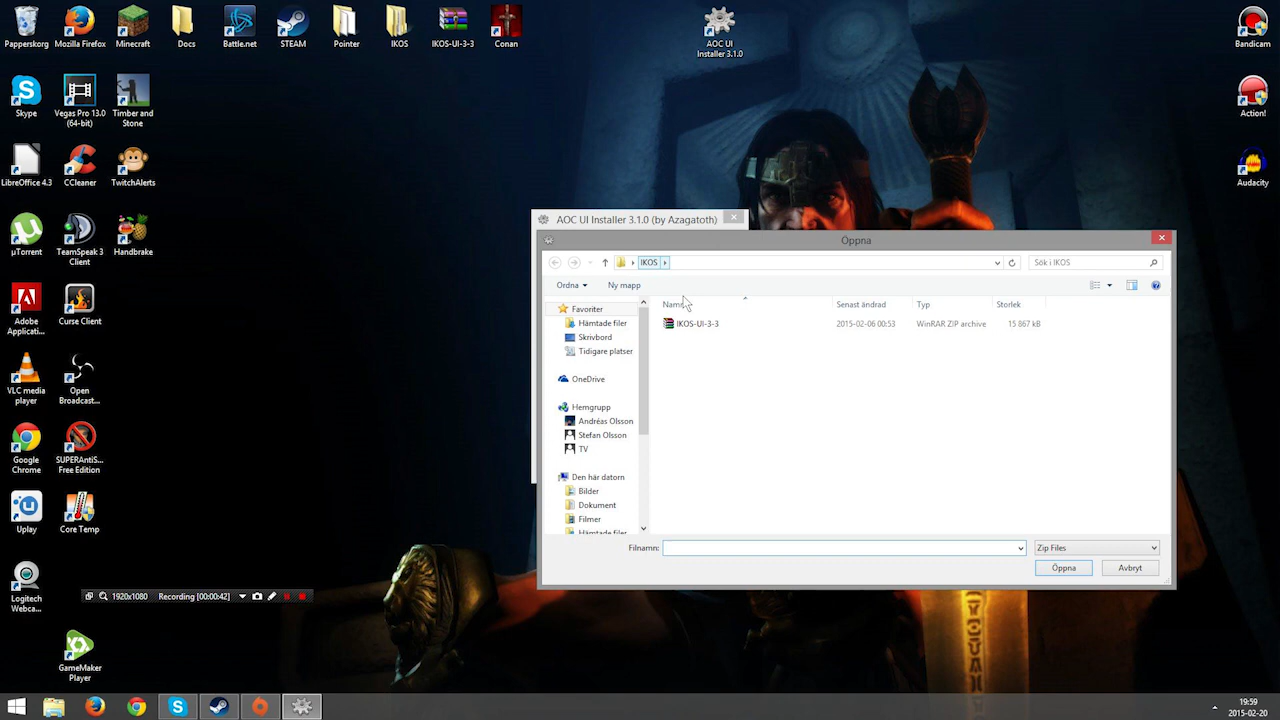 Papperskorg
Mozilla Firefox
Minecraft
Docs
Battle.net
STEAM
Pointer
IKOS
IKOS-UI-3-3
Conan
AOC UI
Installer 3.1.0
Bandicam
Skype
Vegas Pro 13.0
(64-bit)
Timber and
Stone
Action!
LibreOffice 4.3
CCleaner
TwitchAlerts
Audacity
µTorrent
TeamSpeak 3
Client
Handbrake
Adobe
Applicati...
Curse Client
VLC media
player
Open
Broadcast...
Google
Chrome
SUPERAntiS...
Free Edition
Uplay
Core Temp
Logitech
Webca...
GameMaker
Player
AOC UI Installer 3.1.0 (by Azagatoth)
Öppna
IKOS
Sök i IKOS
Ordna
Ny mapp
Namn
Senast ändrad
Typ
Storlek
IKOS-UI-3-3
2015-02-06 00:53
WinRAR ZIP archive
15 867 kB
Favoriter
Hämtade filer
Skrivbord
Tidigare platser
OneDrive
Hemgrupp
Andréas Olsson
Stefan Olsson
TV
Den här datorn
Bilder
Dokument
Filmer
Hämtade filer
Filnamn:
Zip Files
Öppna
Avbryt
1920x1080
Recording [00:00:42]
19:59
2015-02-20